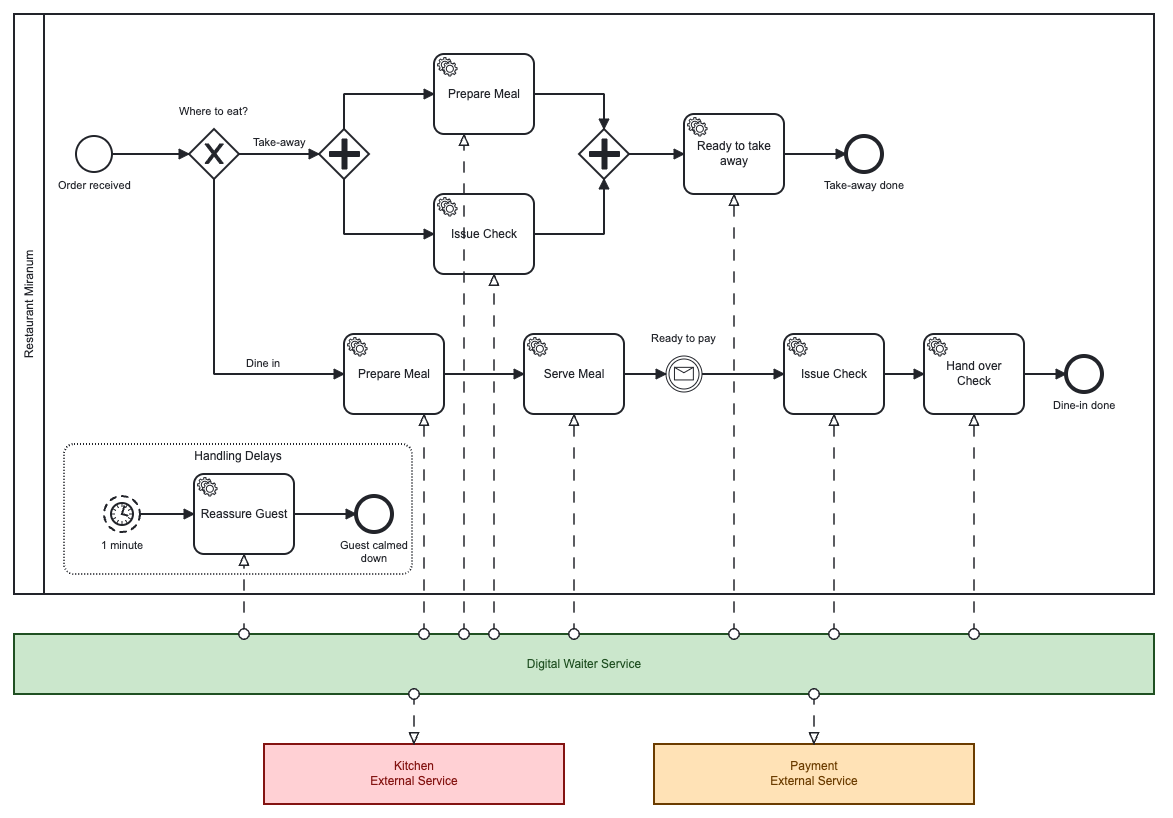 Restaurant Miranum
Where to eat?
Order received
Take-away
Prepare Meal
Issue Check
Ready to take
away
Take-away done
Dine in
Prepare Meal
Serve Meal
Ready to pay
Issue Check
Hand over
Check
Dine-in done
Handling Delays
1 minute
Reassure Guest
Guest calmed
down
Digital Waiter Service
Kitchen
External Service
Payment
External Service